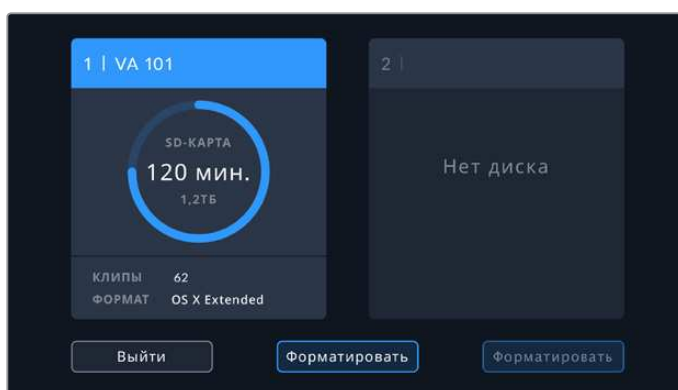 1 | VA 101
2 |
SD-КАРТА
120 мин.
1,2ТБ
Нет диска
КЛИПЫ 62
ФОРМАТ OS X Extended
Выйти Форматировать Форматировать